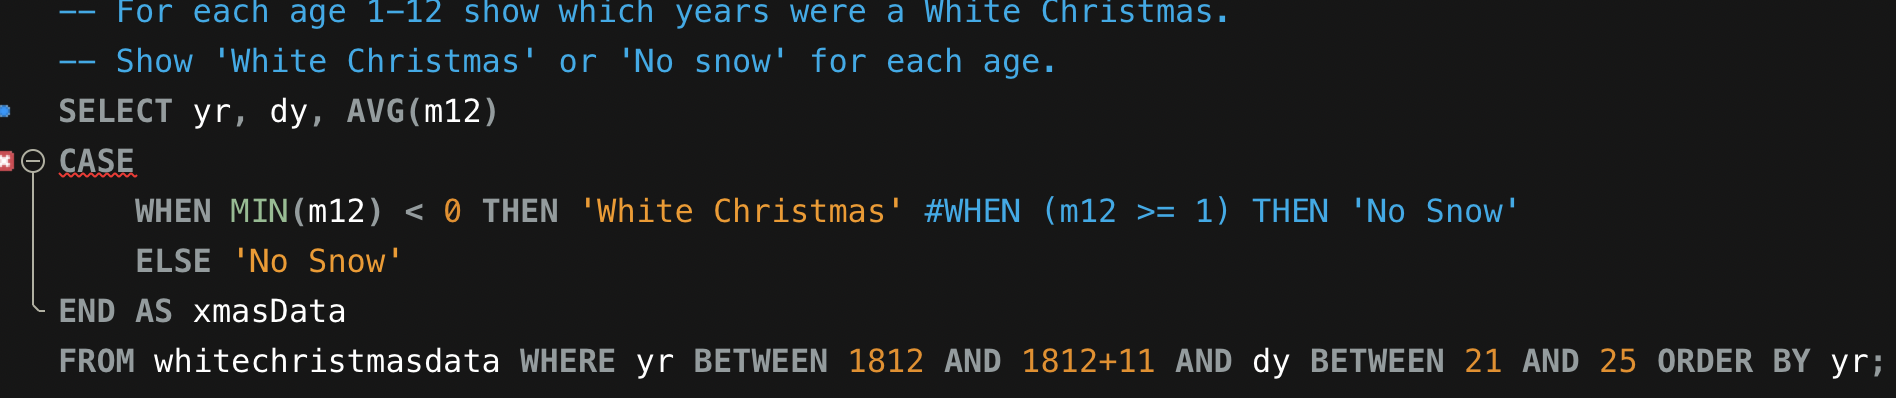 -- For each age 1-12 show which years were a White Christmas.
-- Show 'White Christmas' or 'No snow' for each age.
SELECT yr, dy, AVG(m12)
CASE
WHEN MIN(m12) < 0 THEN 'White Christmas' #WHEN (m12 >= 1) THEN 'No Snow'
ELSE 'No Snow'
END AS xmasData
FROM whitechristmasdata WHERE yr BETWEEN 1812 AND 1812+11 AND dy BETWEEN 21 AND 25 ORDER BY yr;